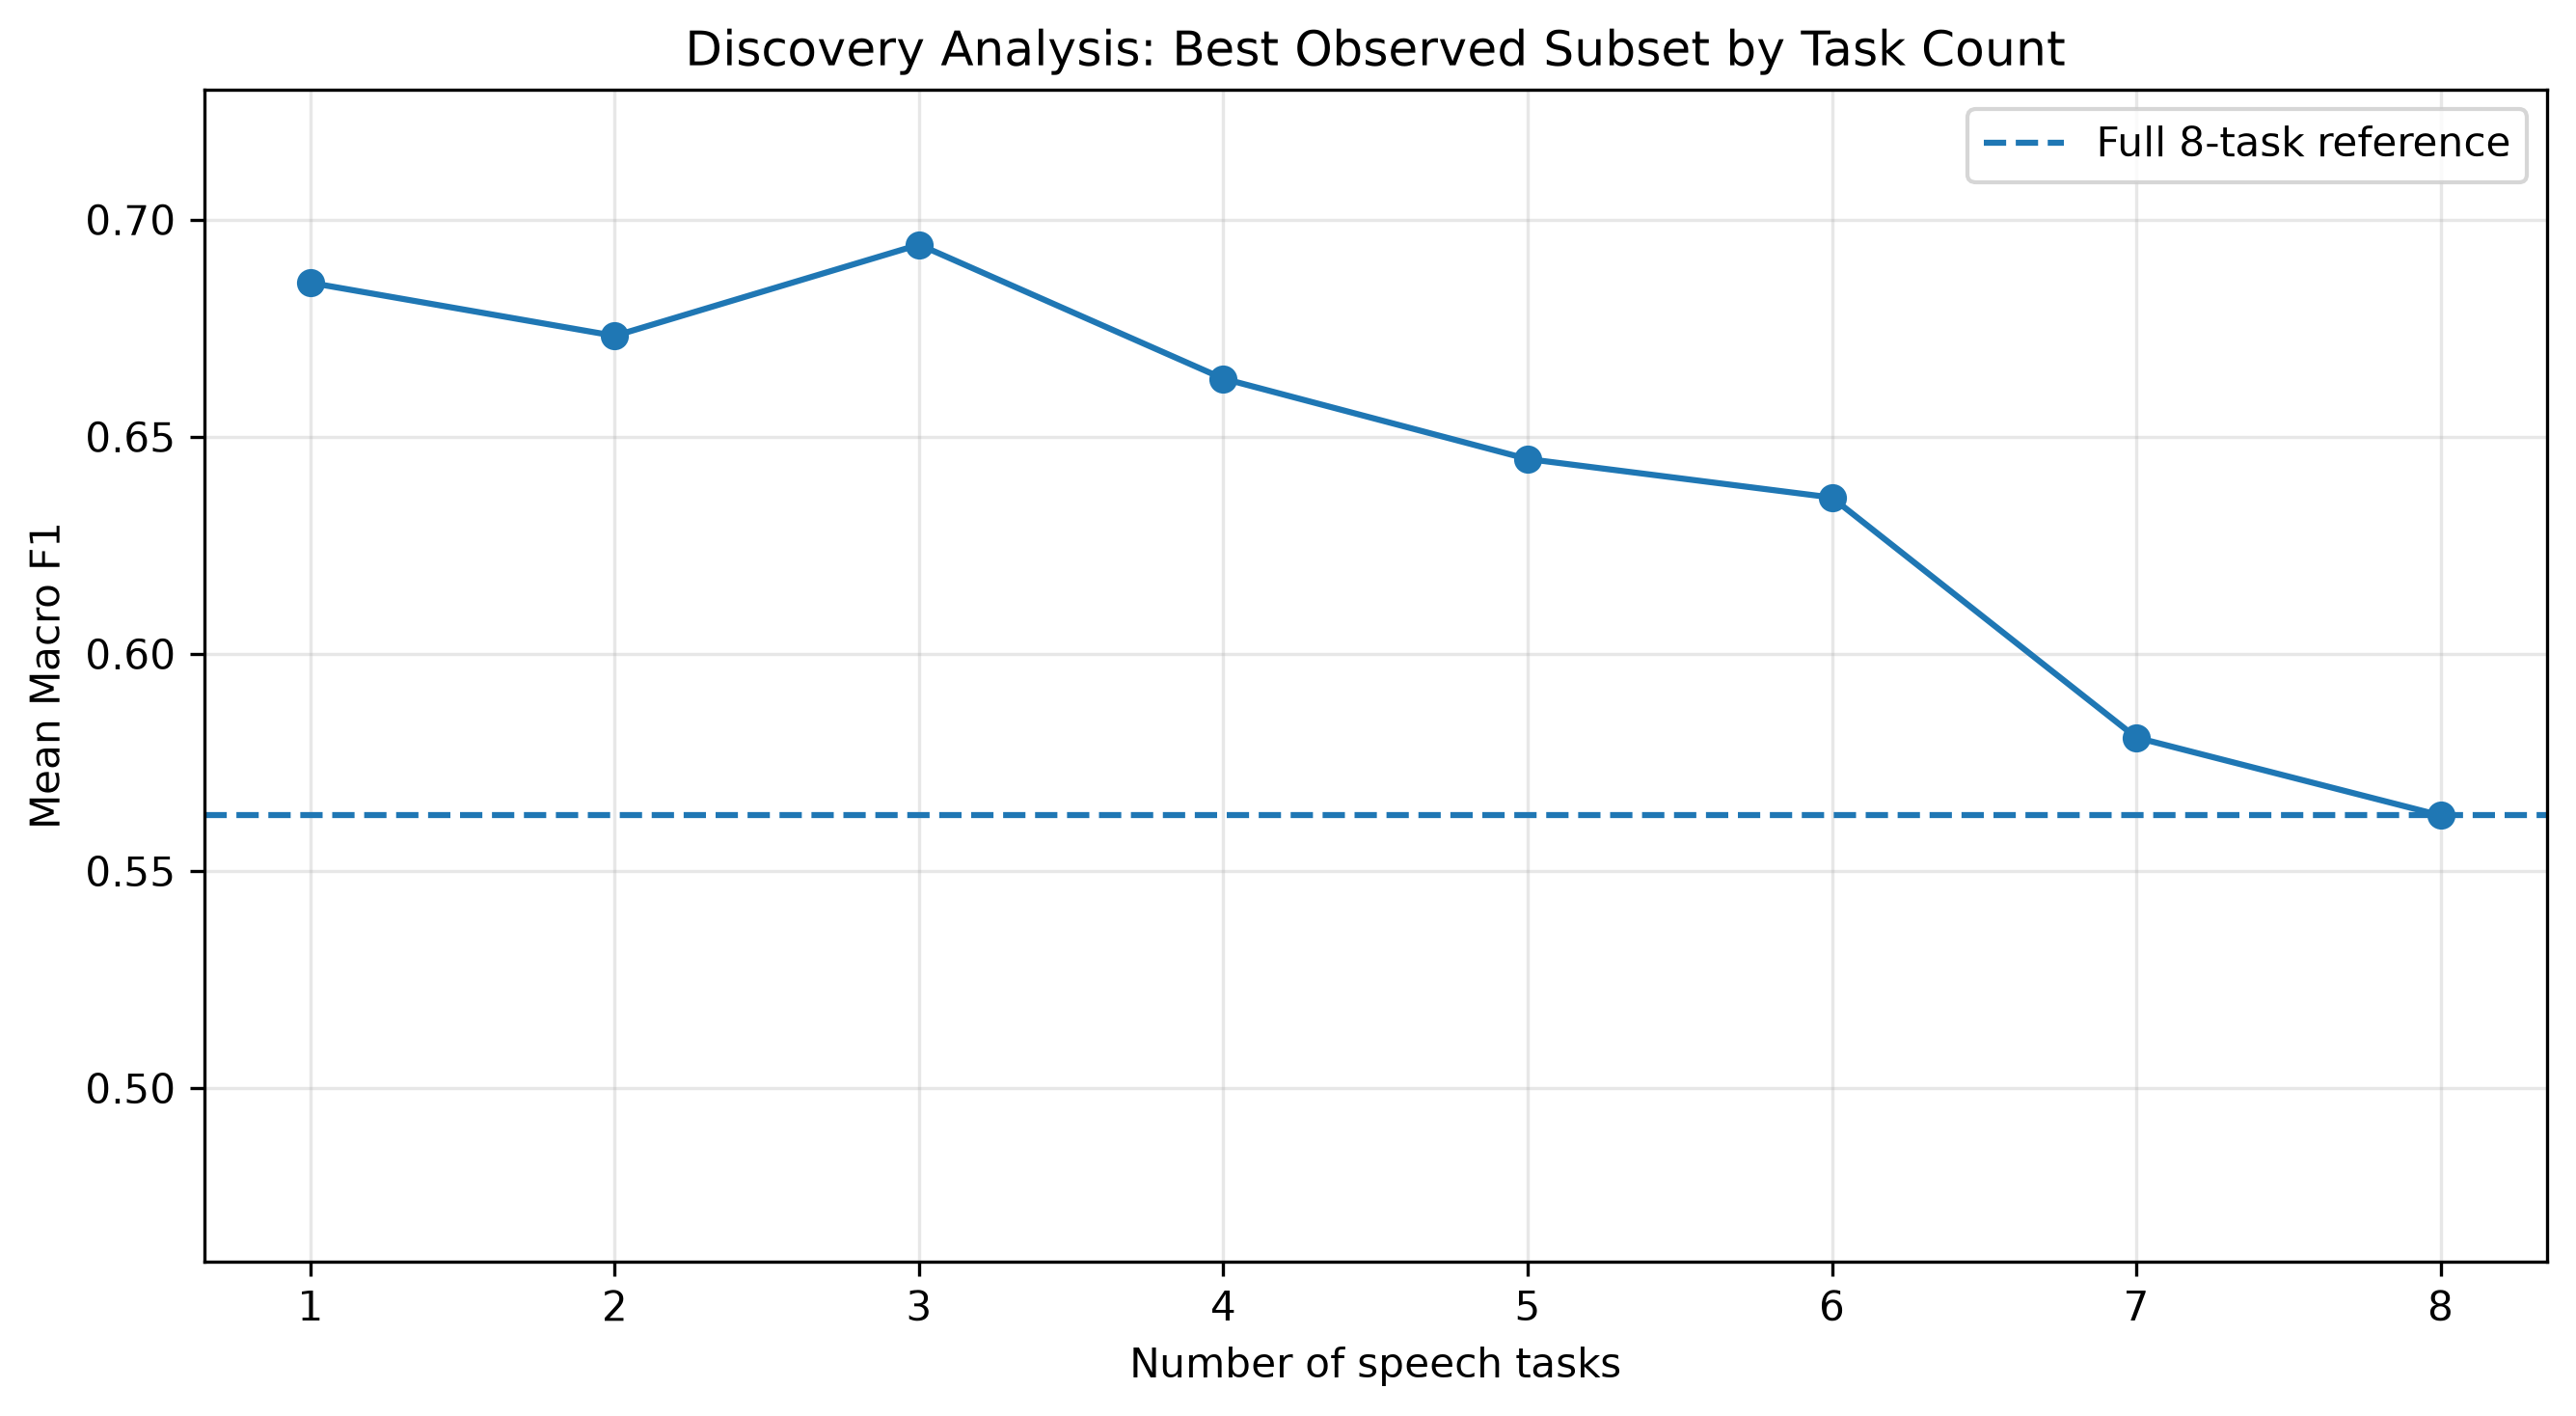 Discovery Analysis: Best Observed Subset by Task Count
Full 8-task reference
Mean Macro F1
0.70
0.65
0.60
0.55
0.50
1 2 3 4 5 6 7 8
Number of speech tasks